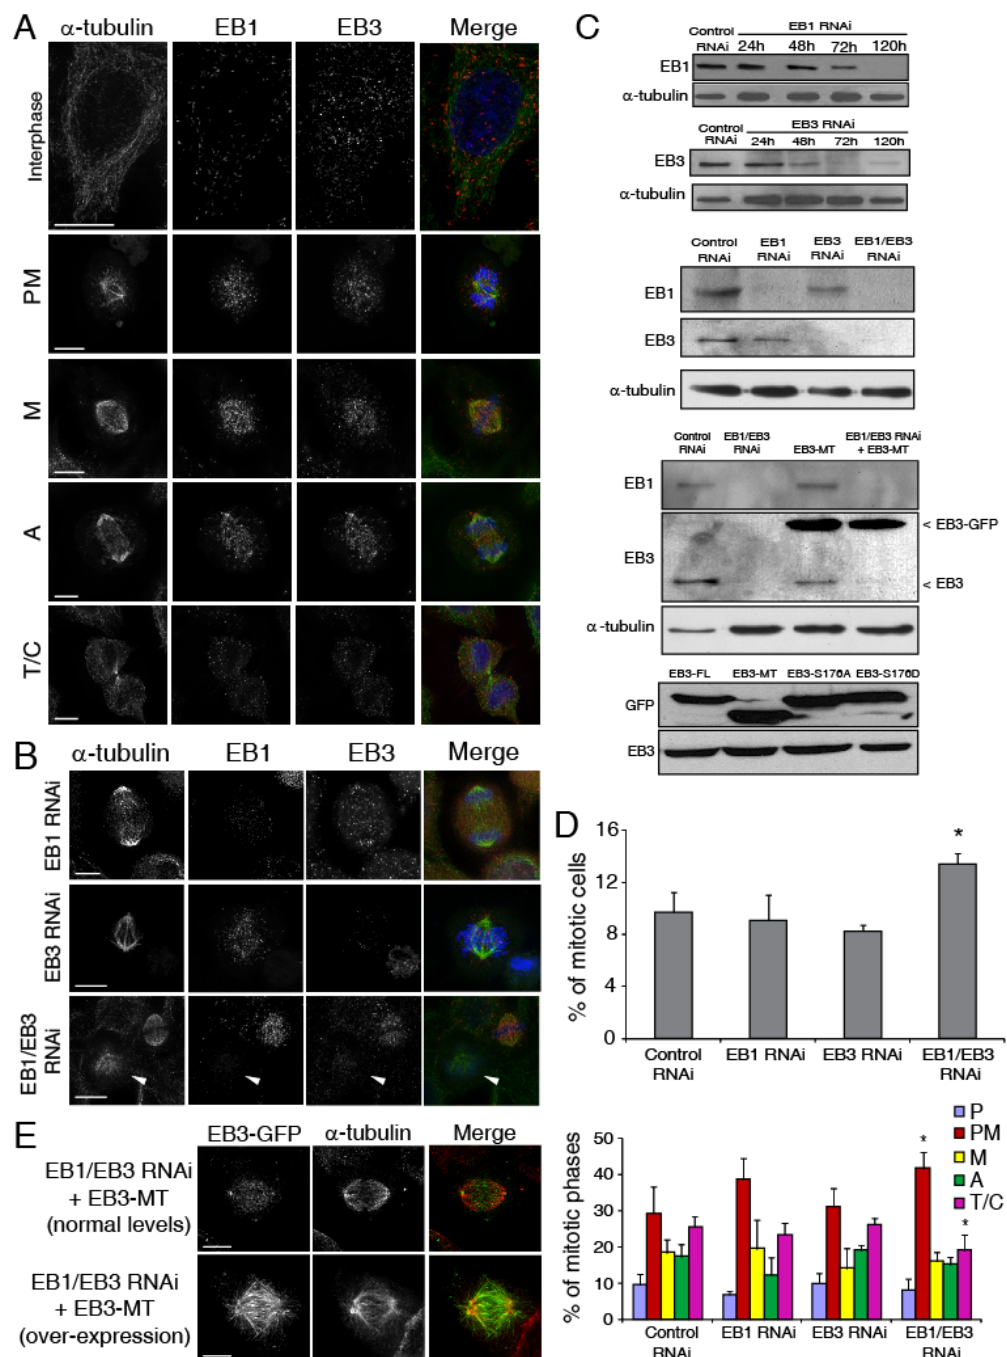 A
α-tubulin EB1 EB3 Merge
Interphase
PM
M
A
T/C
B
α-tubulin EB1 EB3 Merge
EB1 RNAi
EB3 RNAi
EB1/EB3
RNAi
E
EB3-GFP α-tubulin Merge
EB1/EB3 RNAi
+ EB3-MT
(normal levels)
EB1/EB3 RNAi
+ EB3-MT
(over-expression)
C
Control
RNAi
EB1 RNAi
24h 48h 72h 120h
EB1
α-tubulin
Control
RNAi
EB3 RNAi
24h 48h 72h 120h
EB3
α-tubulin
Control
RNAi
EB1
RNAi
EB3
RNAi
EB1/EB3
RNAi
EB1
EB3
α-tubulin
Control
RNAi
EB1/EB3
RNAi
EB3-MT
EB1/EB3 RNAi
+ EB3-MT
EB1
EB3
< EB3-GFP
< EB3
α-tubulin
EB3-FL EB3-MT EB3-S176A EB3-S176D
GFP
EB3
D
% of mitotic cells
16
12
8
4
0
*
Control
RNAi
EB1 RNAi
EB3 RNAi
EB1/EB3
RNAi
% of mitotic phases
50
40
30
20
10
0
P
PM
M
A
T/C
*
*
Control
RNAi
EB1 RNAi
EB3 RNAi
EB1/EB3
RNAi